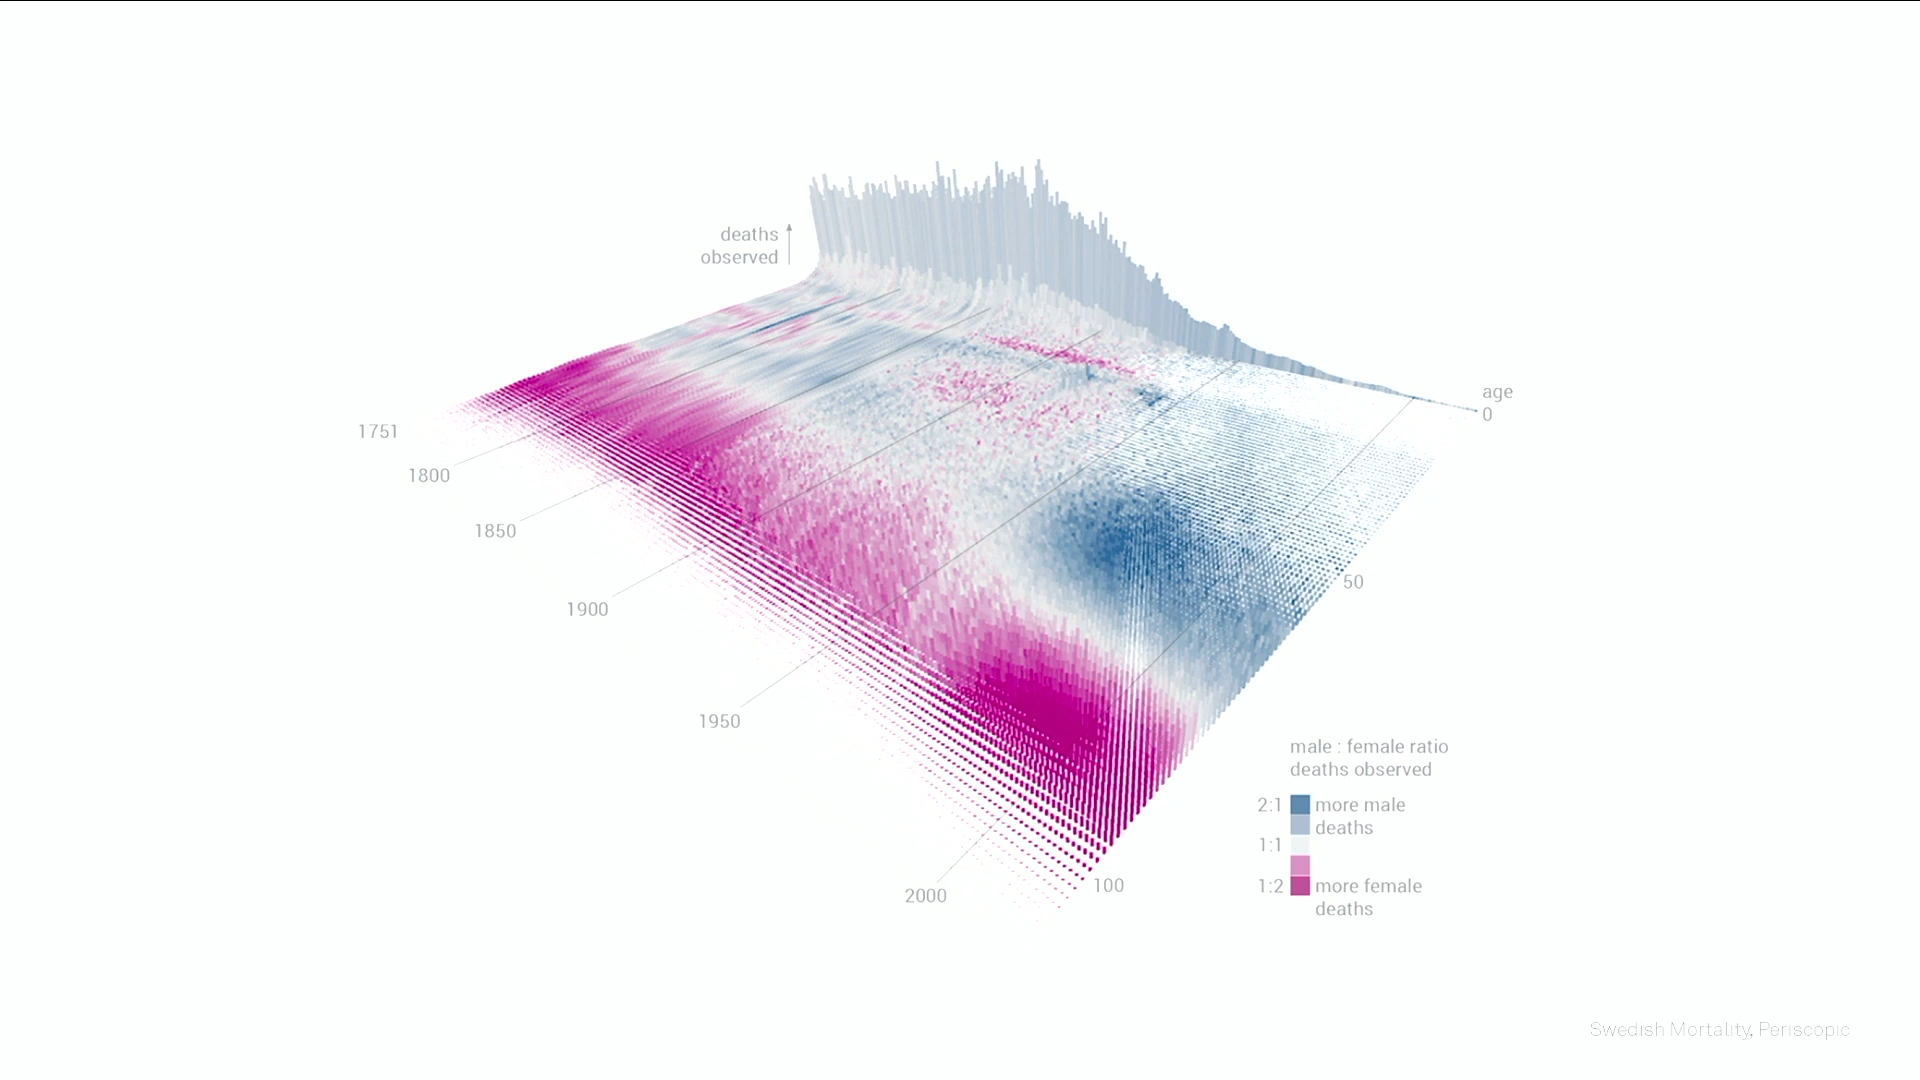 deaths
observed
age
0
1751
1800
1850
1900
1950
2000
50
100
male : female ratio
deaths observed
2:1 more male
deaths
1:1
1:2 more female
deaths
Swedish Mortality, Periscopic